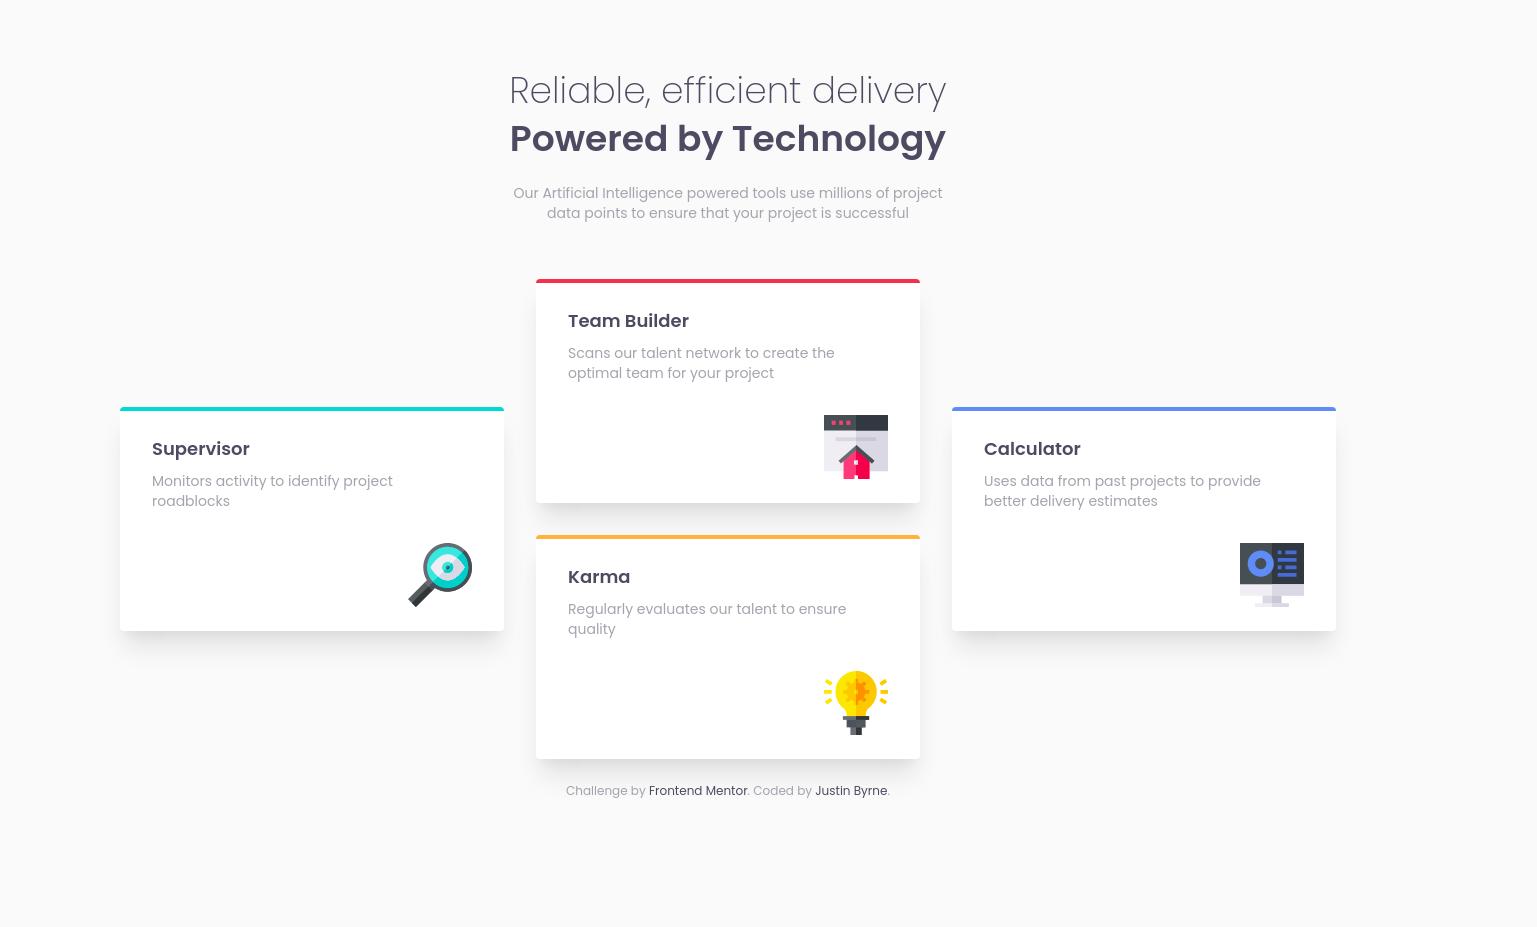 Reliable, efficient delivery
Powered by Technology
Our Artificial Intelligence powered tools use millions of project
data points to ensure that your project is successful
Supervisor
Monitors activity to identify project
roadblocks
Team Builder
Scans our talent network to create the
optimal team for your project
Karma
Regularly evaluates our talent to ensure
quality
Calculator
Uses data from past projects to provide
better delivery estimates
Challenge by Frontend Mentor. Coded by Justin Byrne.